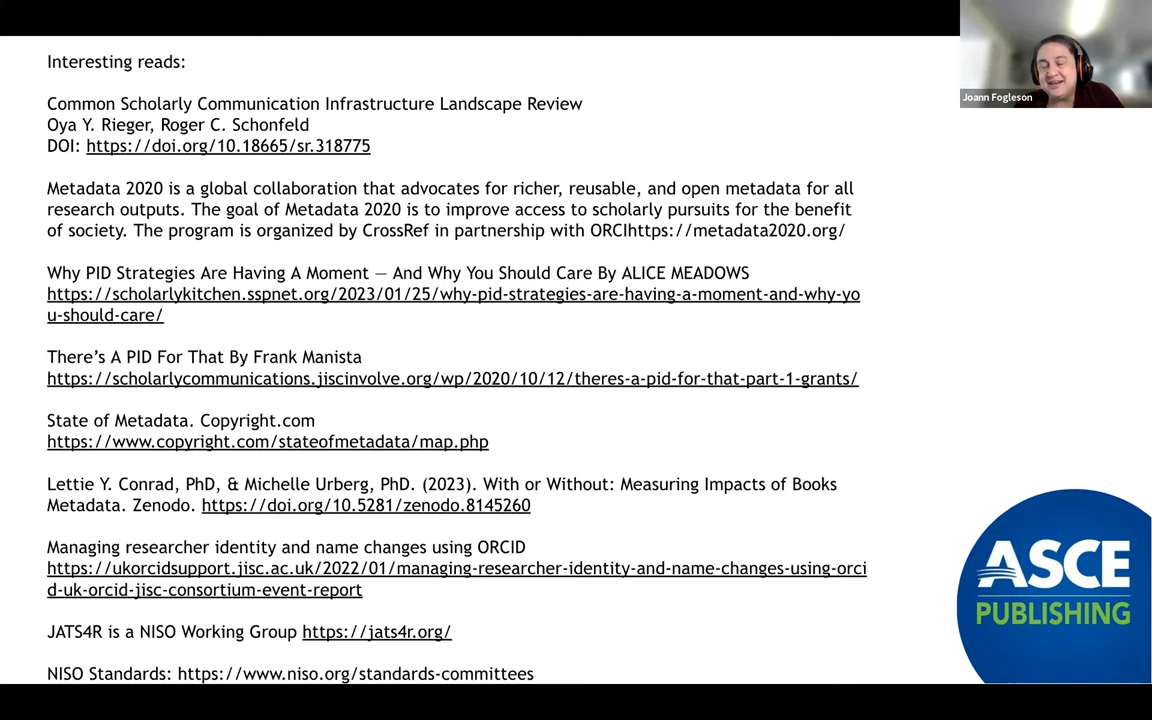 Interesting reads:
Common Scholarly Communication Infrastructure Landscape Review
Oya Y. Rieger, Roger C. Schonfeld
DOI: https://doi.org/10.18665/sr.318775
Metadata 2020 is a global collaboration that advocates for richer, reusable, and open metadata for all
research outputs. The goal of Metadata 2020 is to improve access to scholarly pursuits for the benefit
of society. The program is organized by CrossRef in partnership with ORCIhttps://metadata2020.org/
Why PID Strategies Are Having A Moment — And Why You Should Care By ALICE MEADOWS
https://scholarlykitchen.sspnet.org/2023/01/25/why-pid-strategies-are-having-a-moment-and-why-yo
u-should-care/
There's A PID For That By Frank Manista
https://scholarlycommunications.jiscinvolve.org/wp/2020/10/12/theres-a-pid-for-that-part-1-grants/
State of Metadata. Copyright.com
https://www.copyright.com/stateofmetadata/map.php
Lettie Y. Conrad, PhD, & Michelle Urberg, PhD. (2023). With or Without: Measuring Impacts of Books
Metadata. Zenodo. https://doi.org/10.5281/zenodo.8145260
Managing researcher identity and name changes using ORCID
https://ukorcidsupport.jisc.ac.uk/2022/01/managing-researcher-identity-and-name-changes-using-orci
d-uk-orcid-jisc-consortium-event-report
JATS4R is a NISO Working Group https://jats4r.org/
NISO Standards: https://www.niso.org/standards-committees
Joann Fogleson
ASCE
PUBLISHING